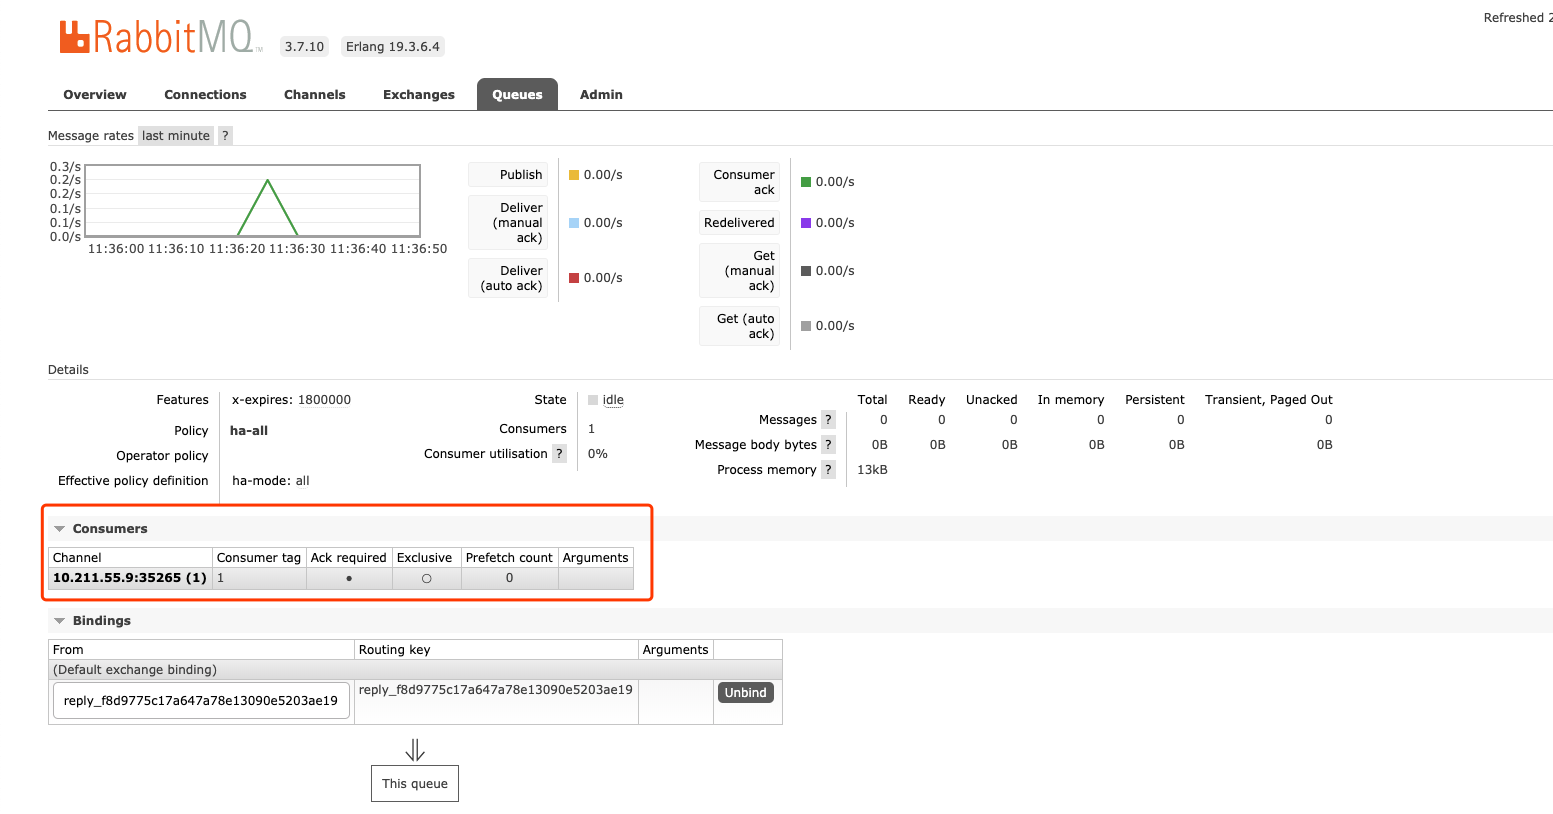 Refreshed 2
RabbitMQ TM 3.7.10 Erlang 19.3.6.4
Overview Connections Channels Exchanges Queues Admin
Message rates last minute ?
0.3/s
0.2/s
0.2/s
0.1/s
0.1/s
0.0/s
11:36:00 11:36:10 11:36:20 11:36:30 11:36:40 11:36:50
Publish 0.00/s
Deliver
(manual
ack) 0.00/s
Deliver
(auto ack) 0.00/s
Consumer
ack 0.00/s
Redelivered 0.00/s
Get
(manual
ack) 0.00/s
Get (auto
ack) 0.00/s
Details
Features x-expires: 1800000
Policy ha-all
Operator policy
Effective policy definition ha-mode: all
State idle
Consumers 1
Consumer utilisation ? 0%
Total Ready Unacked In memory Persistent Transient, Paged Out
Messages ? 0 0 0 0 0 0
Message body bytes ? 0B 0B 0B 0B 0B 0B
Process memory ? 13kB
Consumers
Channel Consumer tag Ack required Exclusive Prefetch count Arguments
10.211.55.9:35265 (1) 1 ● ○ 0
Bindings
From Routing key Arguments
(Default exchange binding)
reply_f8d9775c17a647a78e13090e5203ae19 reply_f8d9775c17a647a78e13090e5203ae19 Unbind
⇓
This queue